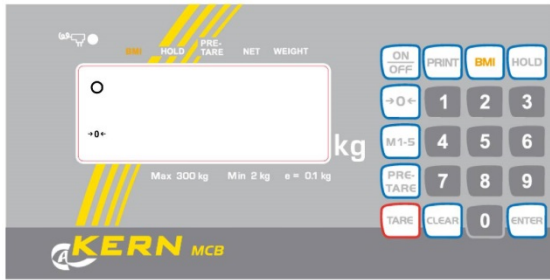 BMI HOLD PRE-TARE NET WEIGHT
→0←
kg
Max 300 kg Min 2 kg e = 0.1 kg
KERN MCB
ON OFF PRINT BMI HOLD
→0← 1 2 3
M1-5 4 5 6
PRE-TARE 7 8 9
TARE CLEAR 0 ENTER